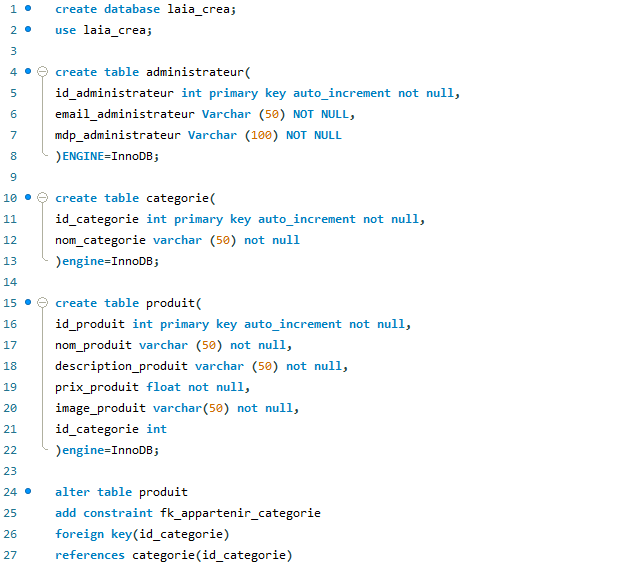 1 create database laia_crea;
2 use laia_crea;
3
4 create table administrateur(
5 id_administrateur int primary key auto_increment not null,
6 email_administrateur Varchar (50) NOT NULL,
7 mdp_administrateur Varchar (100) NOT NULL
8 )ENGINE=InnoDB;
9
10 create table categorie(
11 id_categorie int primary key auto_increment not null,
12 nom_categorie varchar (50) not null
13 )engine=InnoDB;
14
15 create table produit(
16 id_produit int primary key auto_increment not null,
17 nom_produit varchar (50) not null,
18 description_produit varchar (50) not null,
19 prix_produit float not null,
20 image_produit varchar(50) not null,
21 id_categorie int
22 )engine=InnoDB;
23
24 alter table produit
25 add constraint fk_appartenir_categorie
26 foreign key(id_categorie)
27 references categorie(id_categorie)